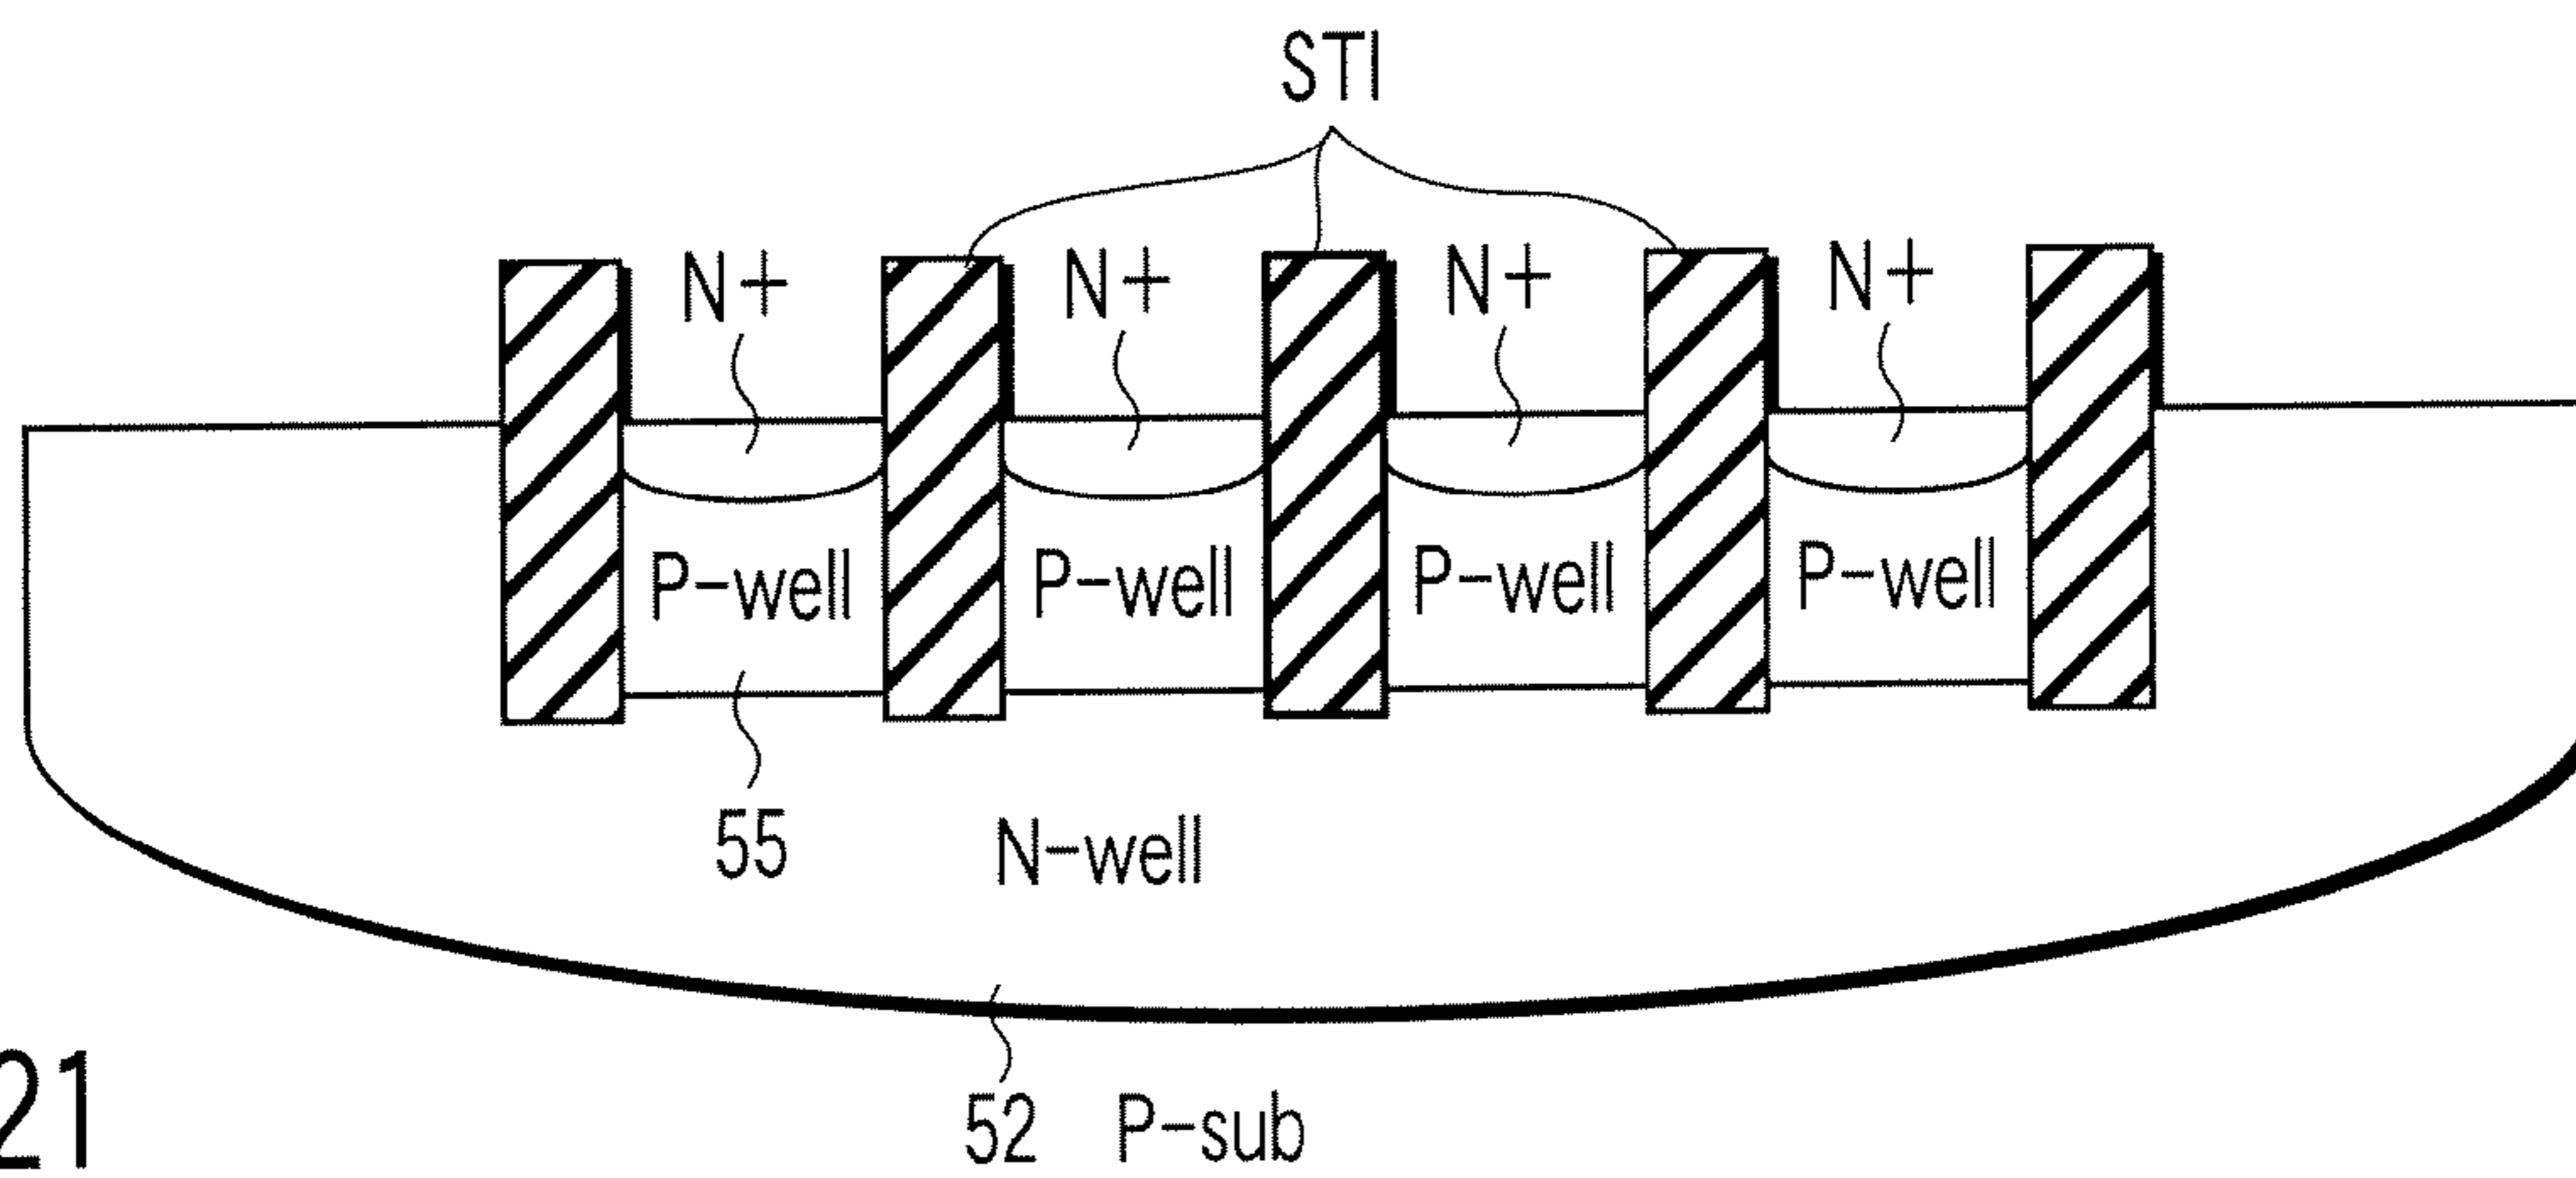 STI
N+ N+ N+ N+
P-well P-well P-well P-well
55 N-well
52 P-sub
21